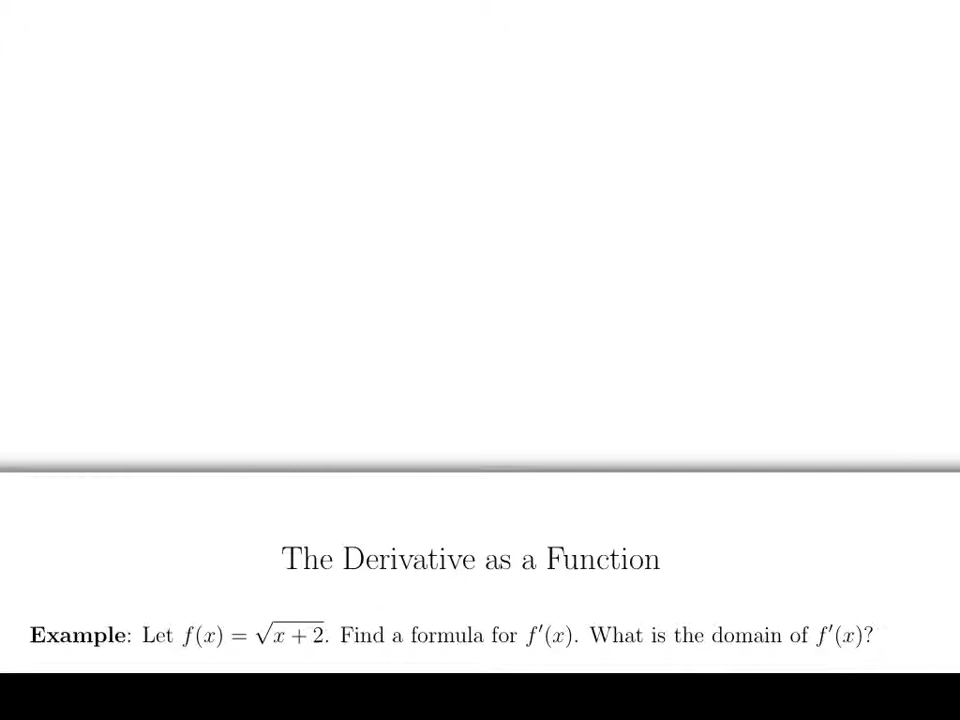 The Derivative as a Function
Example: Let f(x) = √(x + 2). Find a formula for f′(x). What is the domain of f′(x)?